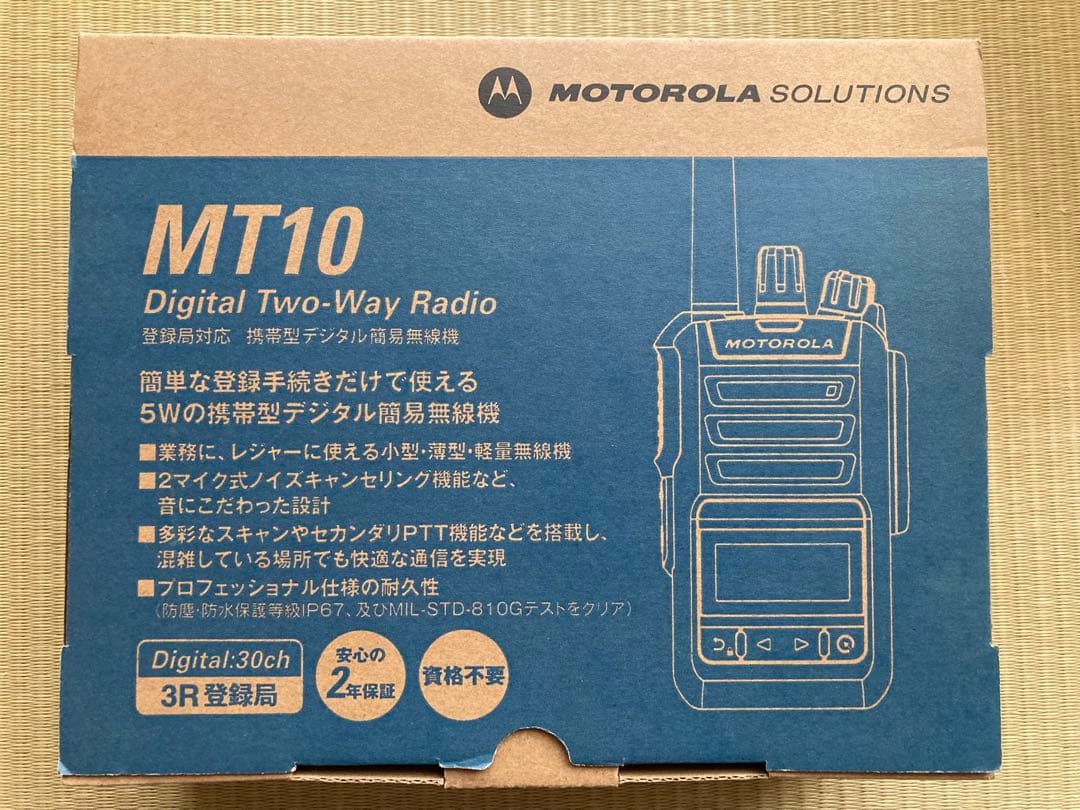 MOTOROLA SOLUTIONS
MT10
Digital Two-Way Radio
登録局対応 携帯型デジタル簡易無線機
簡単な登録手続きだけで使える
5Wの携帯型デジタル簡易無線機
■業務に、レジャーに使える小型・薄型・軽量無線機
■2マイク式ノイズキャンセリング機能など、
音にこだわった設計
■多彩なスキャンやセカンダリPTT機能などを搭載し、
混雑している場所でも快適な通信を実現
■プロフェッショナル仕様の耐久性
(防塵・防水保護等級IP67、及びMIL-STD-810Gテストをクリア)
Digital:30ch
3R登録局
安心の
2年保証
資格不要
MOTOROLA